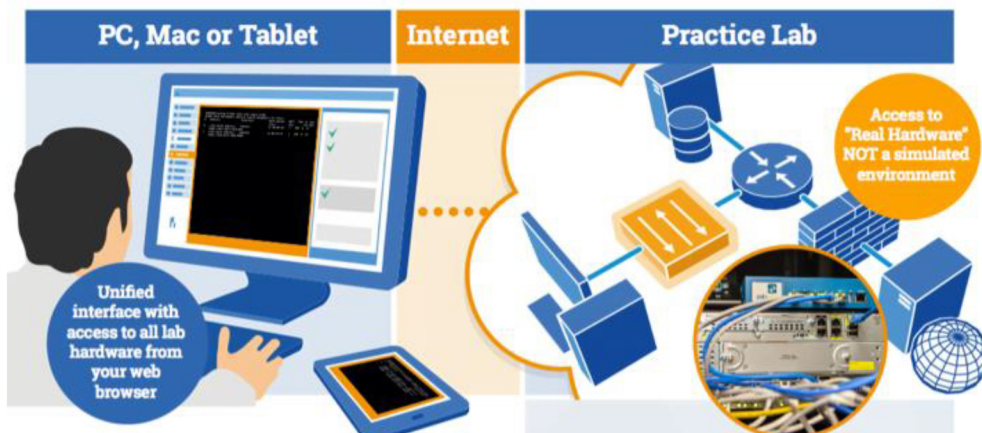 PC, Mac or Tablet
Internet
Practice Lab
Access to
"Real Hardware"
NOT a simulated
environment
Unified
interface with
access to all lab
hardware from
your web
browser